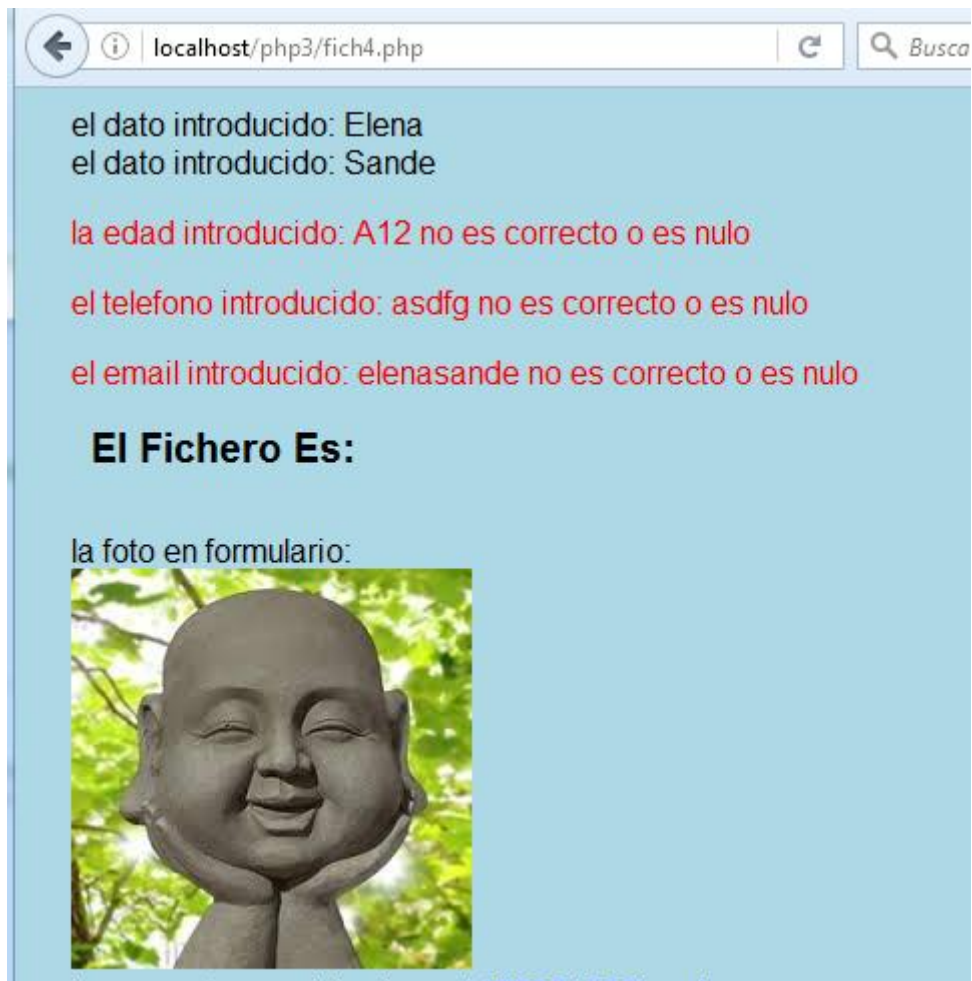 localhost/php3/fich4.php
Busca
el dato introducido: Elena
el dato introducido: Sande
la edad introducido: A12 no es correcto o es nulo
el telefono introducido: asdfg no es correcto o es nulo
el email introducido: elenasande no es correcto o es nulo
El Fichero Es:
la foto en formulario: